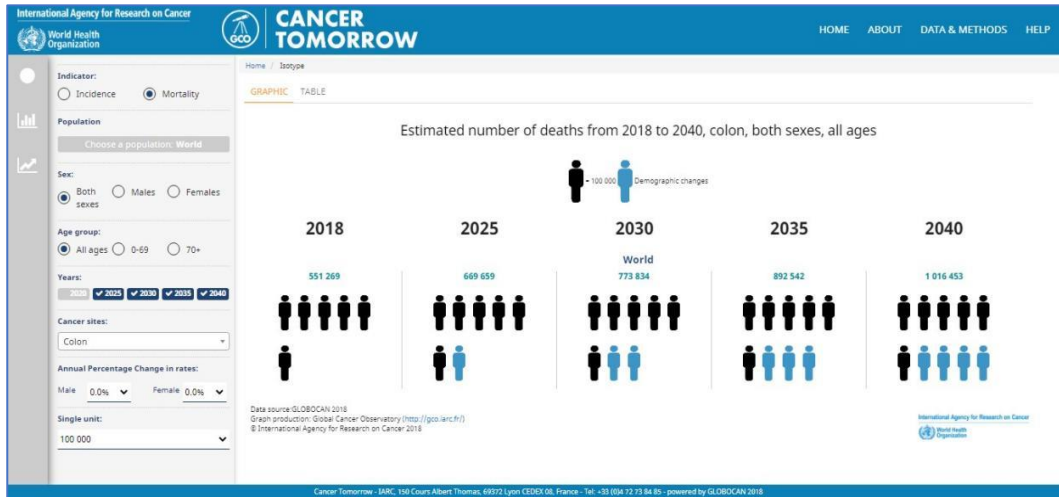 International Agency for Research on Cancer
World Health
Organization
GCO
CANCER
TOMORROW
HOME ABOUT DATA & METHODS HELP
Home / Isotype
GRAPHIC TABLE
Indicator:
Incidence Mortality
Population
Choose a population: World
Sex:
Both
sexes
Males Females
Age group:
All ages 0-69 70+
Years:
2020 2025 2030 2035 2040
Cancer sites:
Colon
Annual Percentage Change in rates:
Male 0.0% Female 0.0%
Single unit:
100 000
Estimated number of deaths from 2018 to 2040, colon, both sexes, all ages
= 100 000 Demographic changes
2018 2025 2030 2035 2040
World
551 269 669 659 773 834 892 542 1 016 453
Data source:GLOBOCAN 2018
Graph production: Global Cancer Observatory (http://gco.iarc.fr/)
© International Agency for Research on Cancer 2018
International Agency for Research on Cancer
World Health
Organization
Cancer Tomorrow - IARC, 150 Cours Albert Thomas, 69372 Lyon CEDEX 08, France - Tel: +33 (0)4 72 73 84 85 - powered by GLOBOCAN 2018